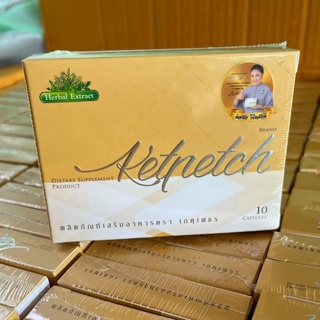 Herbal Extract
BRAND
Ketpetch
DIETARY SUPPLEMENT
PRODUCT
ผลิตภัณฑ์เสริมอาหารตรา เกตุเพชร
10
CAPSULES